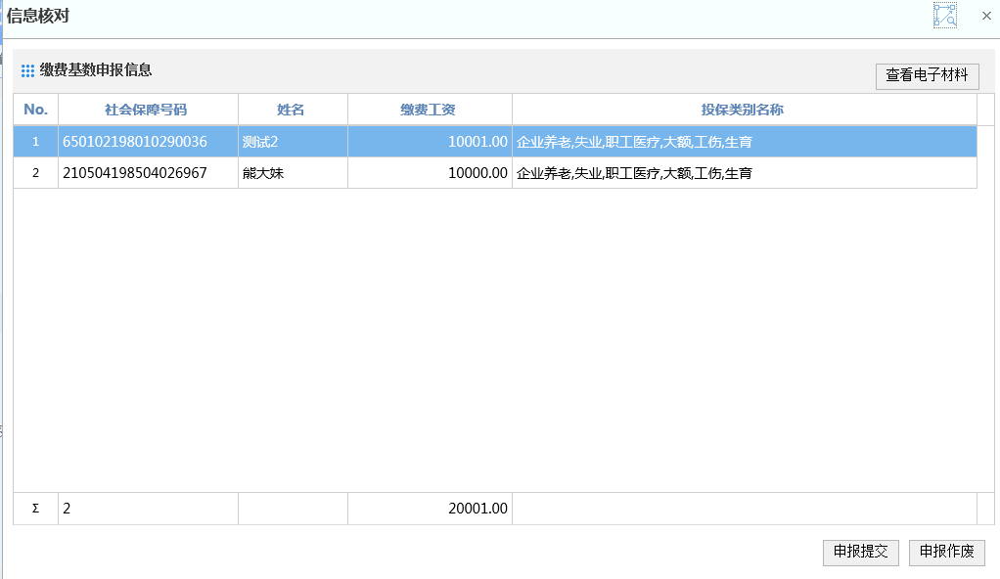 信息核对
缴费基数申报信息
查看电子材料
No. 社会保障号码 姓名 缴费工资 投保类别名称
1 650102198010290036 测试2 10001.00 企业养老,失业,职工医疗,大额,工伤,生育
2 210504198504026967 熊大妹 10000.00 企业养老,失业,职工医疗,大额,工伤,生育
Σ 2 20001.00
申报提交 申报作废